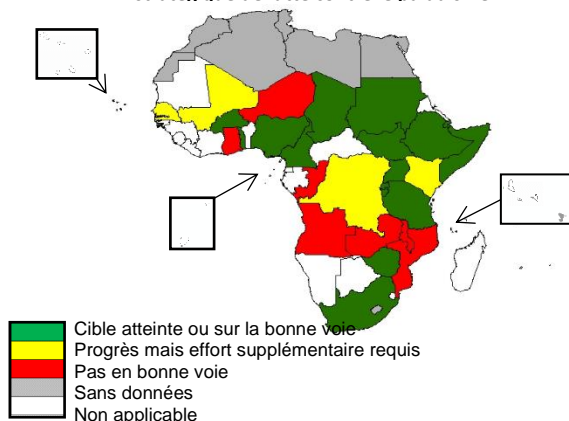 Cible atteinte ou sur la bonne voie
Progrès mais effort supplémentaire requis
Pas en bonne voie
Sans données
Non applicable